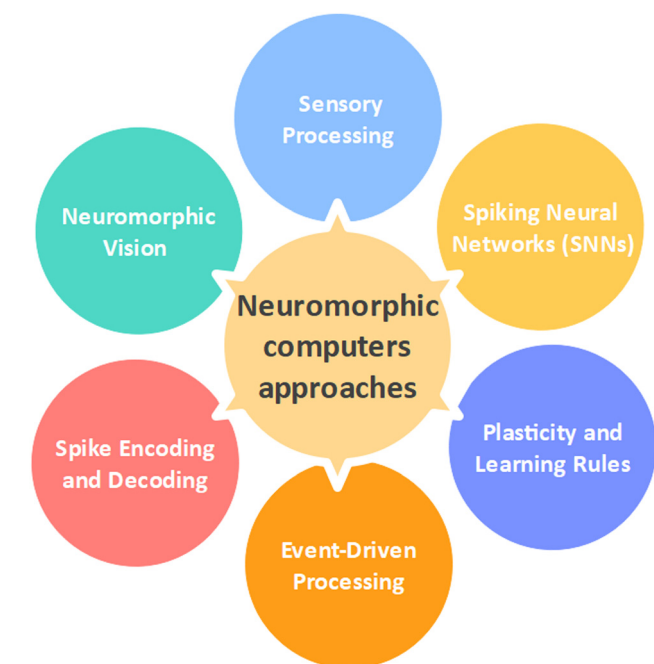 Sensory
Processing
Neuromorphic
Vision
Spiking Neural
Networks (SNNs)
Neuromorphic
computers
approaches
Spike Encoding
and Decoding
Plasticity and
Learning Rules
Event-Driven
Processing